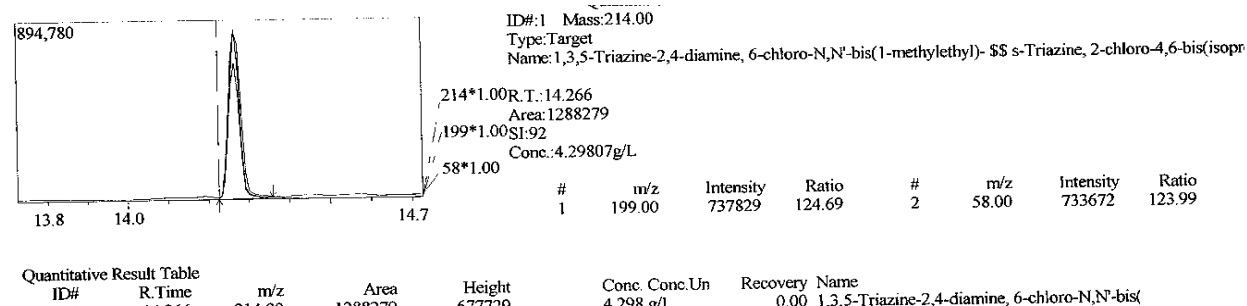 894,780
ID#:1 Mass:214.00
Type:Target
Name:1,3,5-Triazine-2,4-diamine, 6-chloro-N,N'-bis(1-methylethyl)- $$ s-Triazine, 2-chloro-4,6-bis(isopr
214*1.00 R.T.:14.266
Area:1288279
199*1.00 SI:92
Conc.:4.29807g/L
58*1.00
# m/z Intensity Ratio # m/z Intensity Ratio
1 199.00 737829 124.69 2 58.00 733672 123.99
13.8 14.0 14.7
Quantitative Result Table
ID# R.Time m/z Area Height Conc. Conc.Un Recovery Name
14.266 214.00 1288279 677729 4.298 g/L 0.00 1,3,5-Triazine-2,4-diamine, 6-chloro-N,N'-bis(